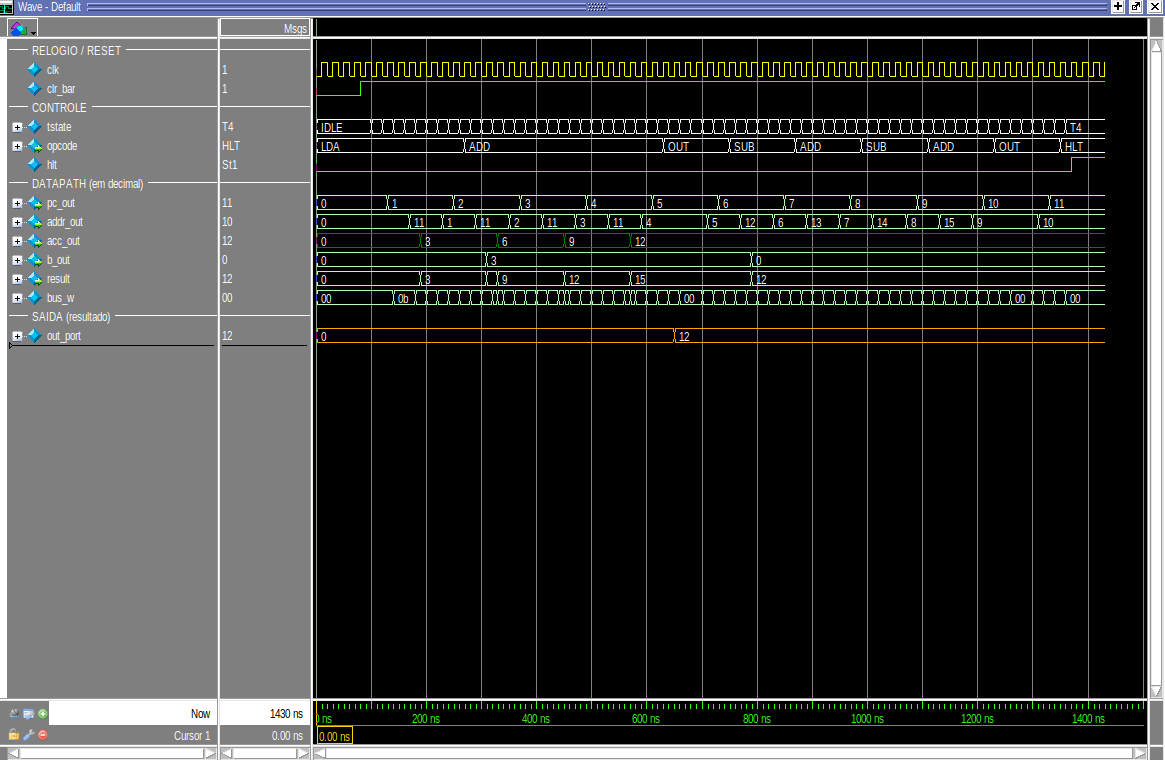 Wave - Default
Msgs
RELOGIO / RESET
clk 1
clr_bar 1
CONTROLE
tstate T4 IDLE T4
opcode HLT LDA ADD OUT SUB ADD SUB ADD OUT HLT
hlt St1
DATAPATH (em decimal)
pc_out 11 0 1 2 3 4 5 6 7 8 9 10 11
addr_out 10 0 11 1 11 2 11 3 11 4 5 12 6 13 7 14 8 15 9 10
acc_out 12 0 3 6 9 12
b_out 0 0 3 0
result 12 0 3 9 12 15 12
bus_w 00 00 0b 00 00 00
SAIDA (resultado)
out_port 12 0 12
Now 1430 ns 0 ns 200 ns 400 ns 600 ns 800 ns 1000 ns 1200 ns 1400 ns
Cursor 1 0.00 ns 0.00 ns